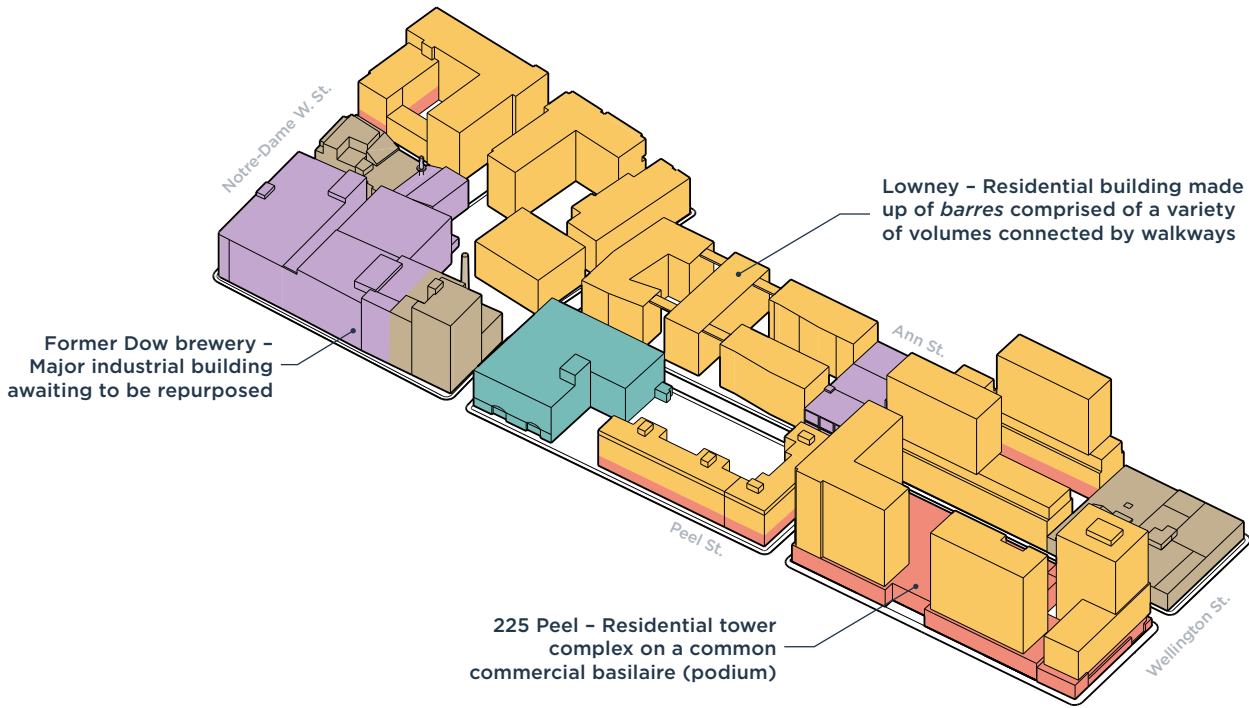 Notre-Dame W. St.
Lowney – Residential building made
up of barres comprised of a variety
of volumes connected by walkways
Ann St.
Former Dow brewery –
Major industrial building
awaiting to be repurposed
Peel St.
225 Peel – Residential tower
complex on a common
commercial basilaire (podium)
Wellington St.